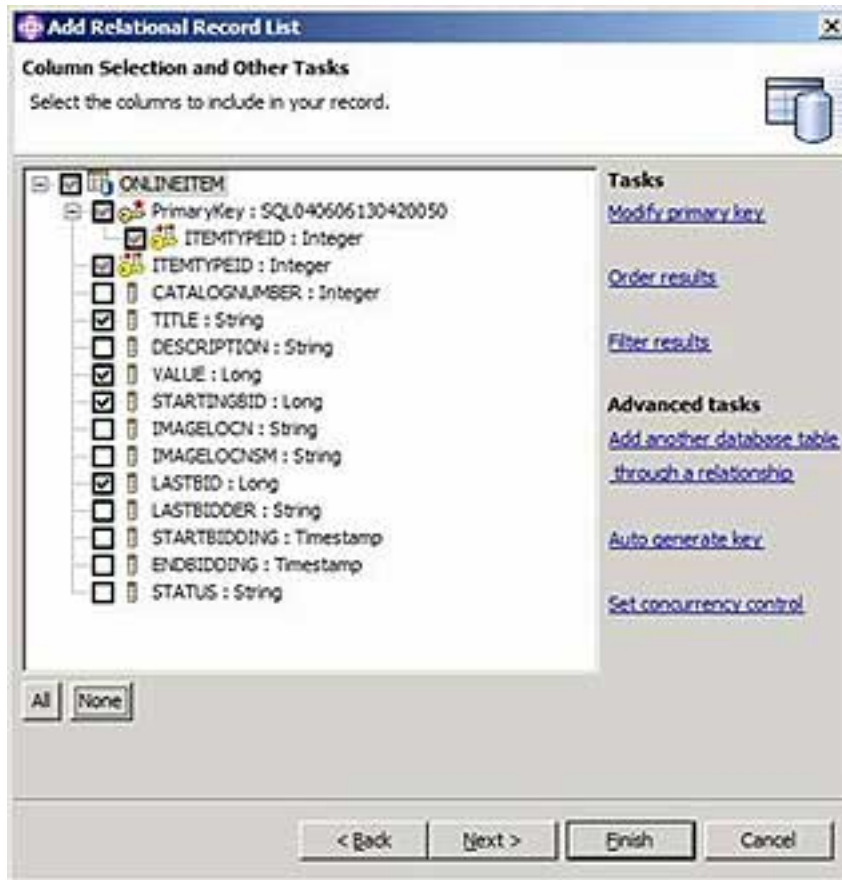 Add Relational Record List
Column Selection and Other Tasks
Select the columns to include in your record.
ONLINEITEM
PrimaryKey : SQL040606130420050
ITEMTYPEID : Integer
ITEMTYPEID : Integer
CATALOGNUMBER : Integer
TITLE : String
DESCRIPTION : String
VALUE : Long
STARTINGBID : Long
IMAGELOCN : String
IMAGELOCNSM : String
LASTBID : Long
LASTBIDDER : String
STARTBIDDING : Timestamp
ENDBIDDING : Timestamp
STATUS : String
Tasks
Modify primary key
Order results
Filter results
Advanced tasks
Add another database table
through a relationship
Auto generate key
Set concurrency control
All None
< Back Next > Finish Cancel